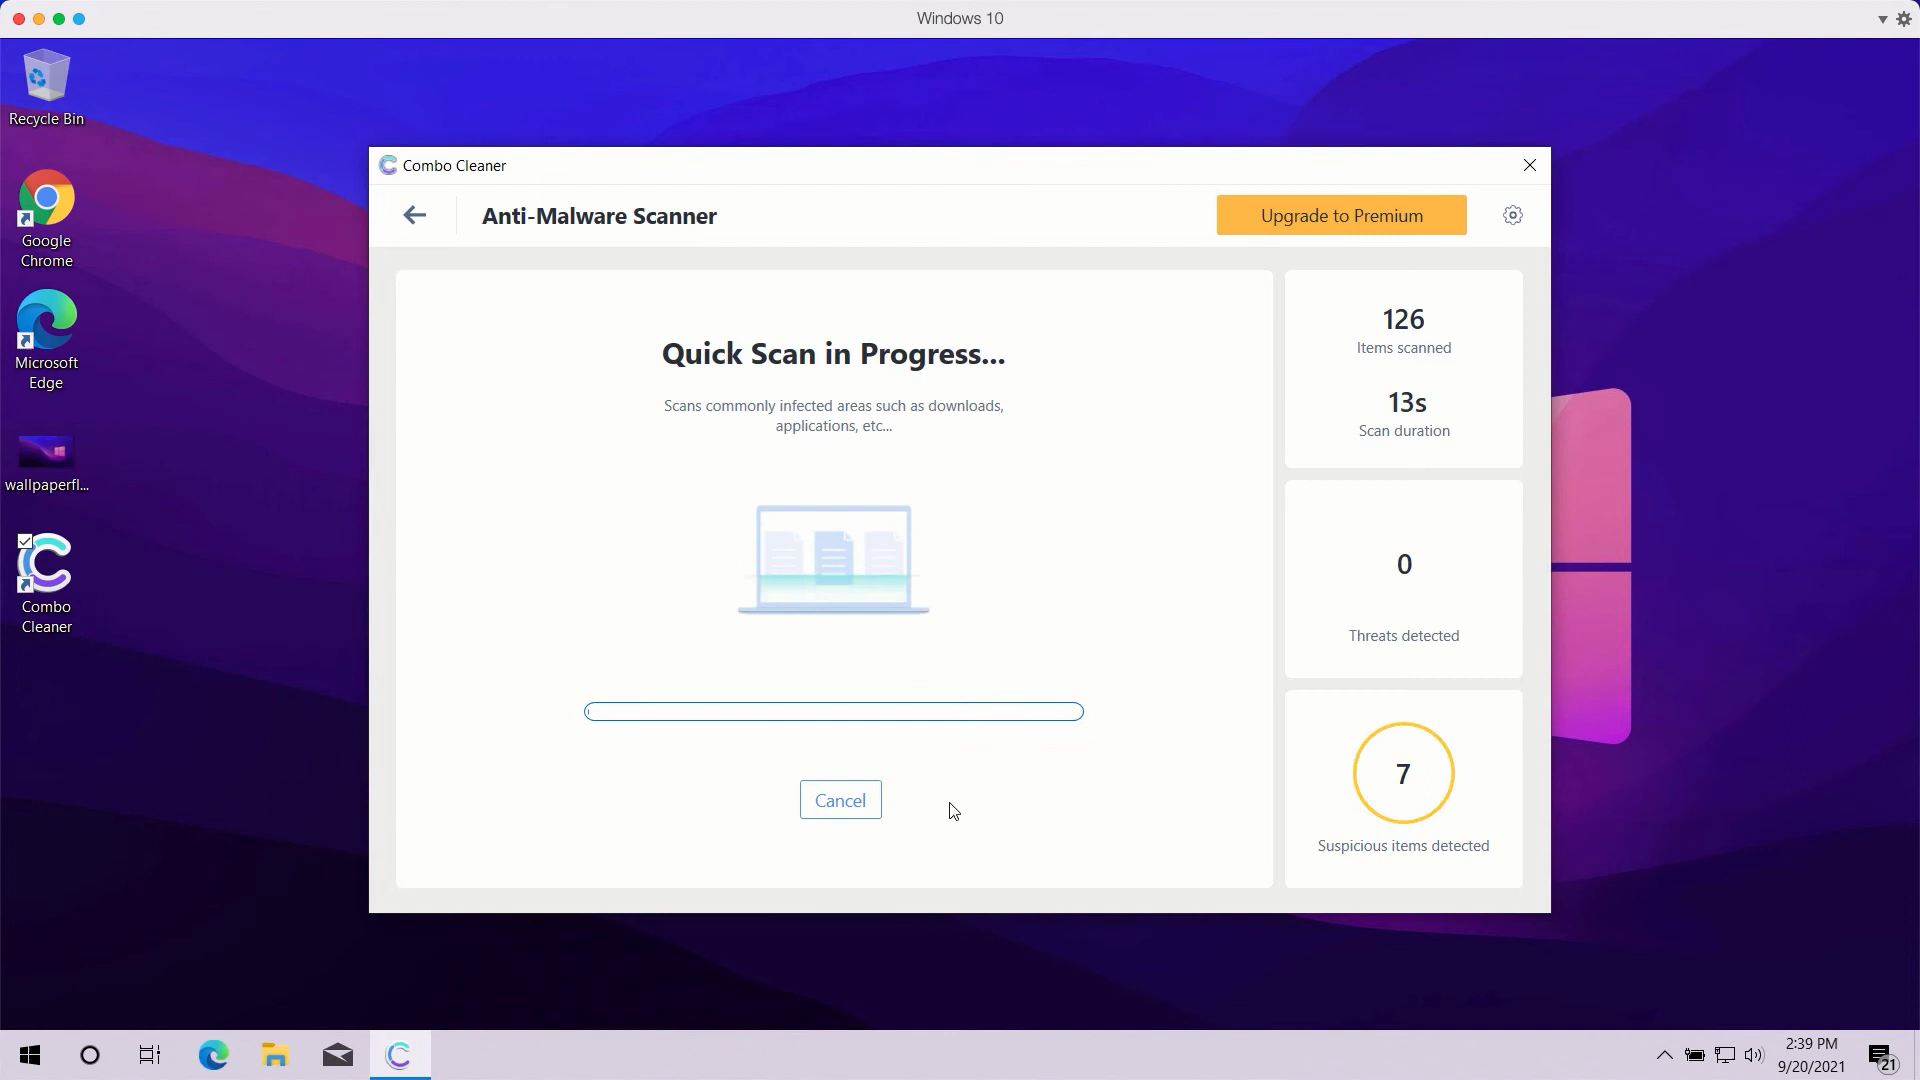 Windows 10
Recycle Bin
Google
Chrome
Microsoft
Edge
wallpaperfl...
Combo
Cleaner
Combo Cleaner
Anti-Malware Scanner
Upgrade to Premium
Quick Scan in Progress...
Scans commonly infected areas such as downloads,
applications, etc...
Cancel
126
Items scanned
13s
Scan duration
0
Threats detected
7
Suspicious items detected
2:39 PM
9/20/2021
21